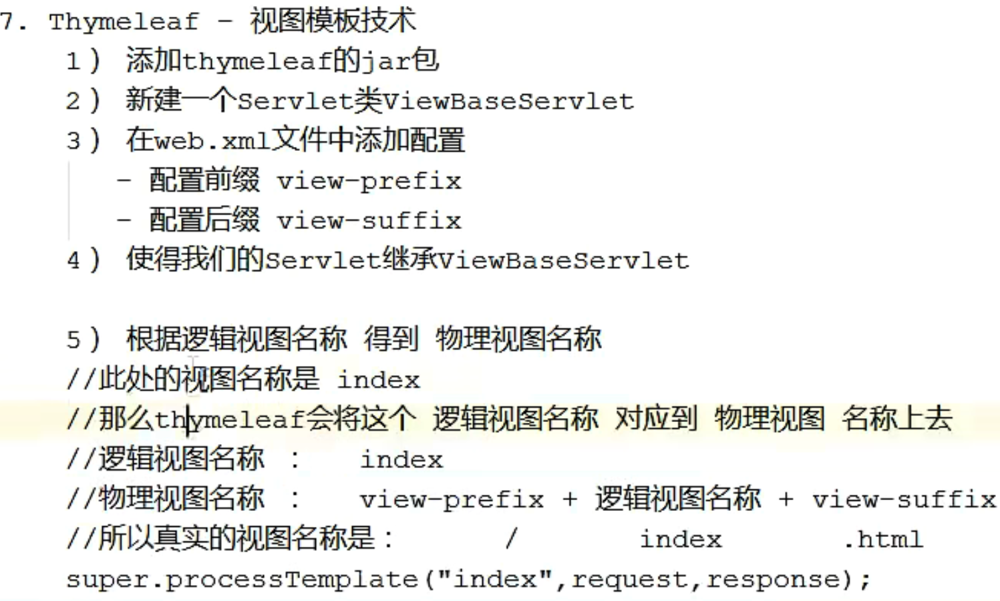 7. Thymeleaf - 视图模板技术
1） 添加thymeleaf的jar包
2） 新建一个Servlet类ViewBaseServlet
3） 在web.xml文件中添加配置
- 配置前缀 view-prefix
- 配置后缀 view-suffix
4） 使得我们的Servlet继承ViewBaseServlet
5） 根据逻辑视图名称 得到 物理视图名称
//此处的视图名称是 index
//那么thymeleaf会将这个 逻辑视图名称 对应到 物理视图 名称上去
//逻辑视图名称 ： index
//物理视图名称 ： view-prefix + 逻辑视图名称 + view-suffix
//所以真实的视图名称是： / index .html
super.processTemplate("index",request,response);